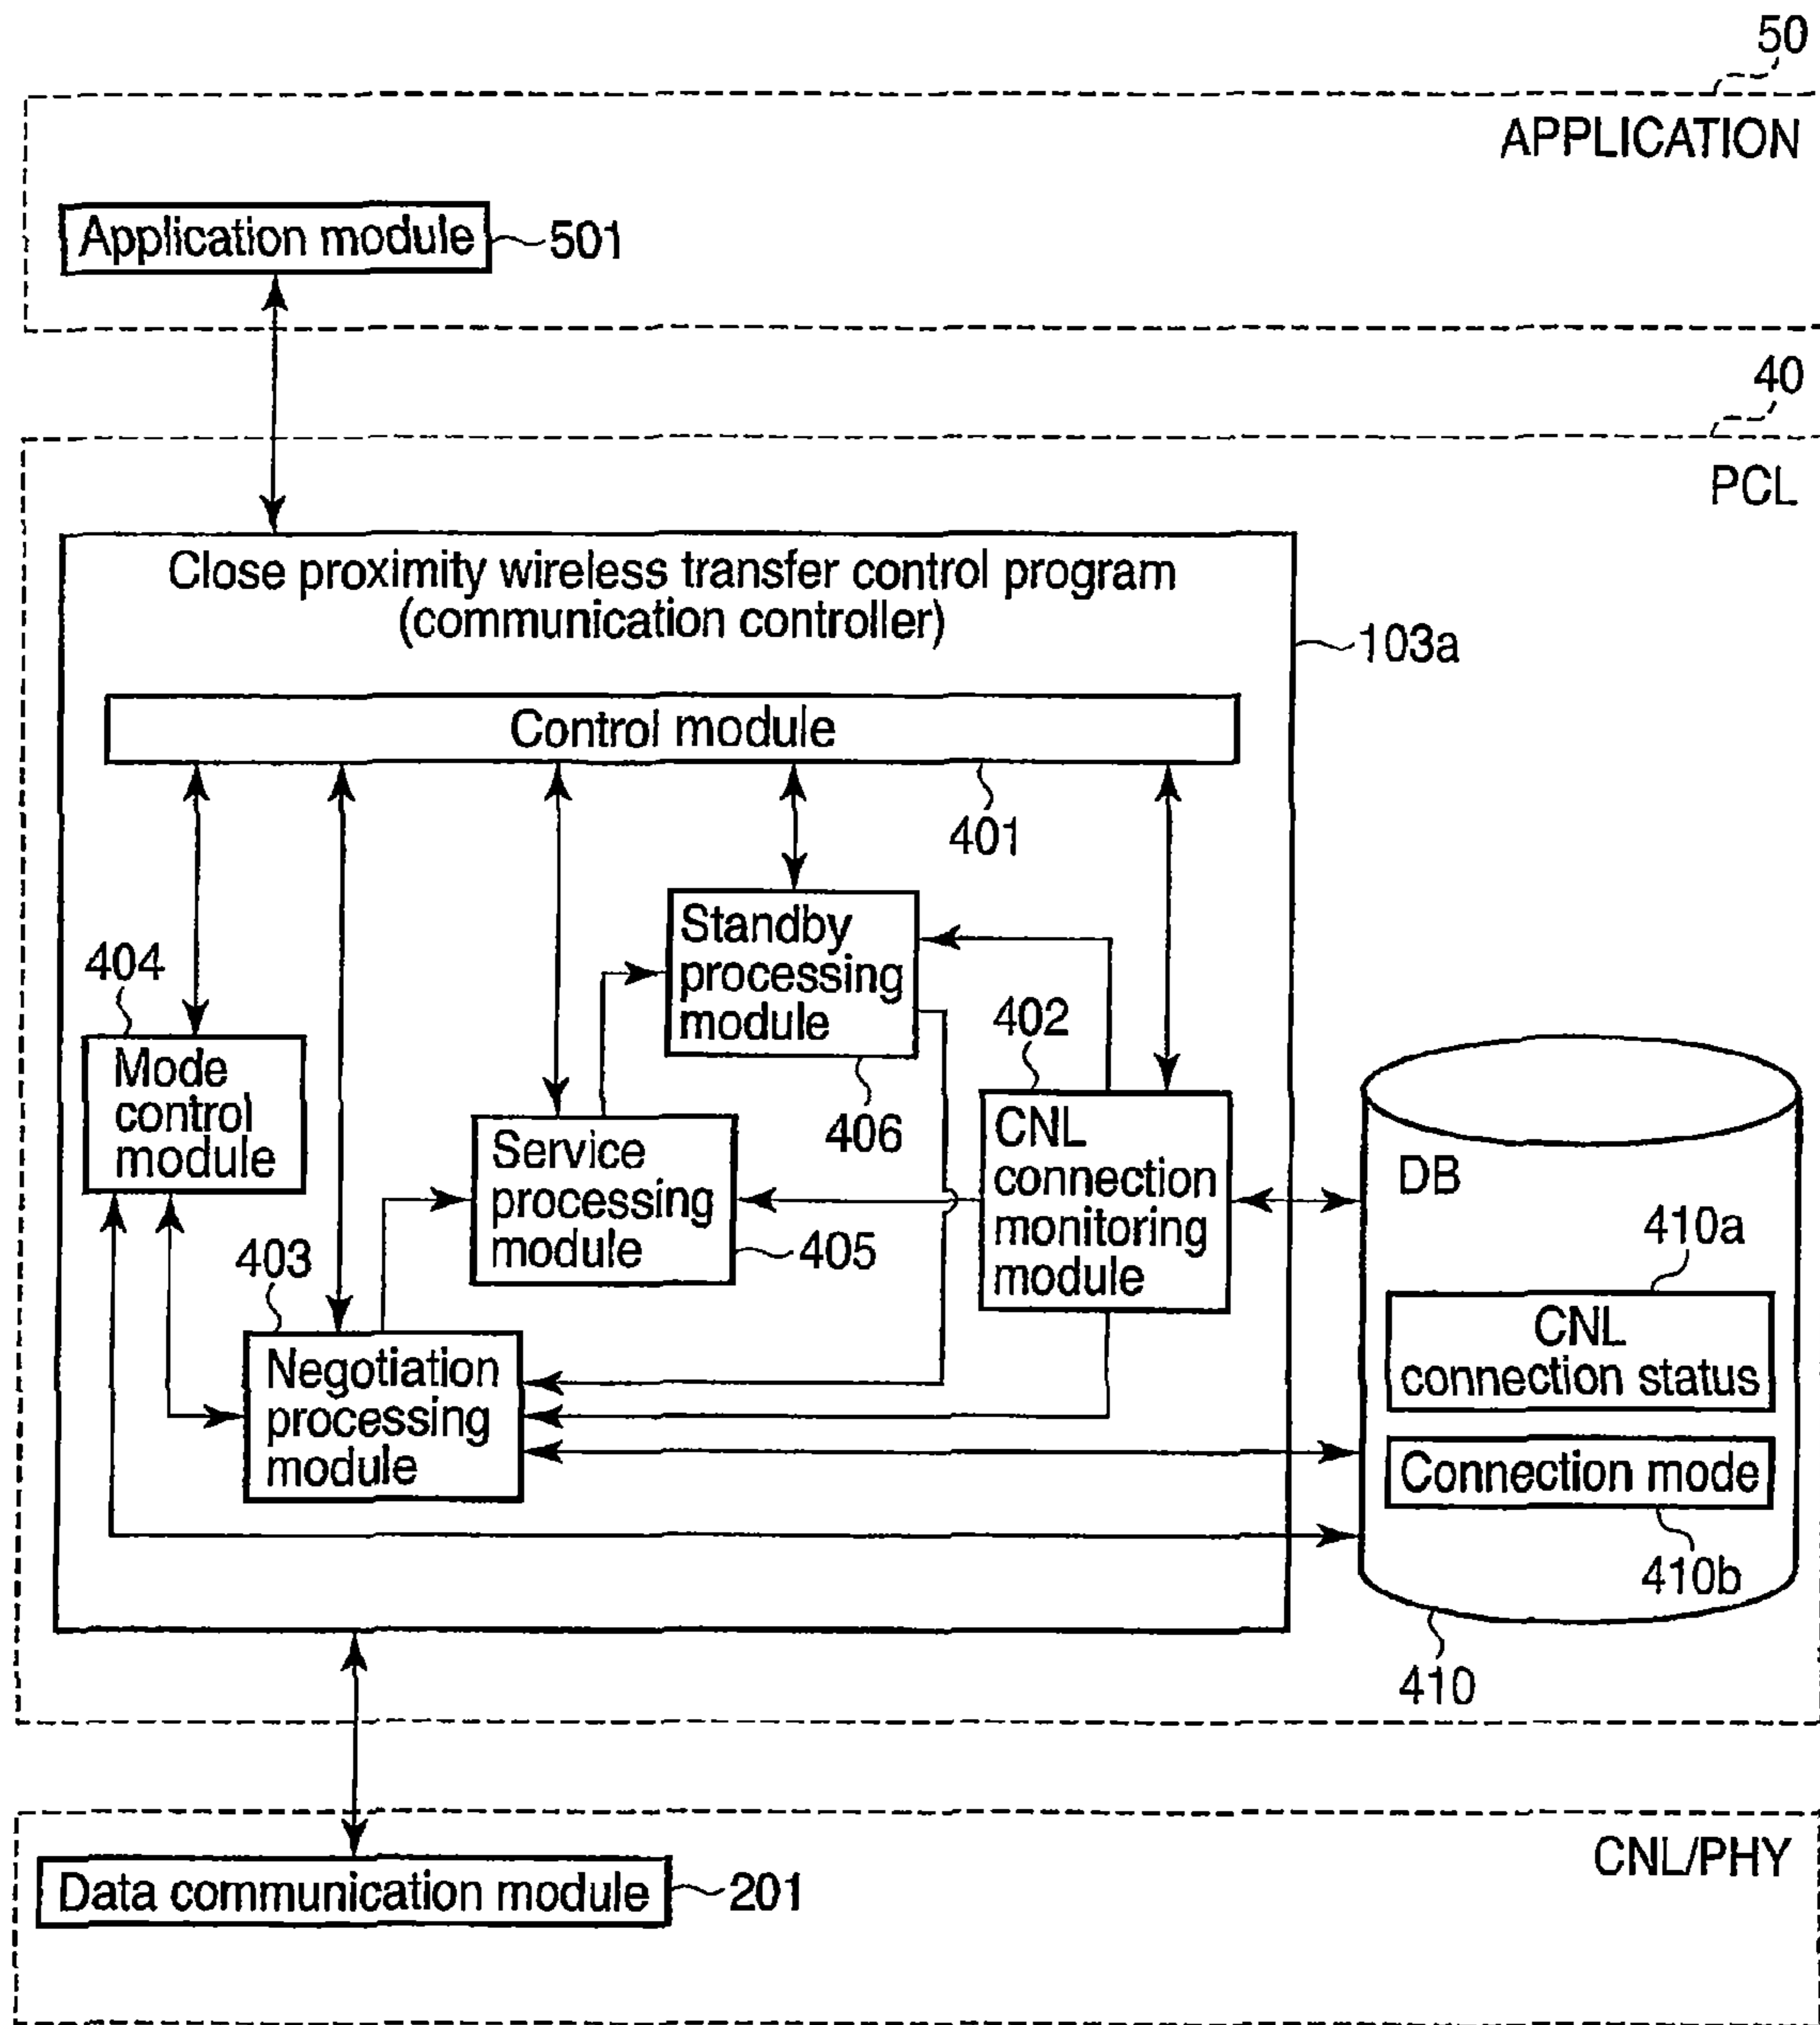 50
APPLICATION
Application module
501
40
PCL
Close proximity wireless transfer control program
(communication controller)
103a
Control module
401
Standby
processing
module
406
404
Mode
control
module
402
CNL
connection
monitoring
module
Service
processing
module
405
403
Negotiation
processing
module
DB
410a
CNL
connection status
Connection mode
410b
410
CNL/PHY
Data communication module
201